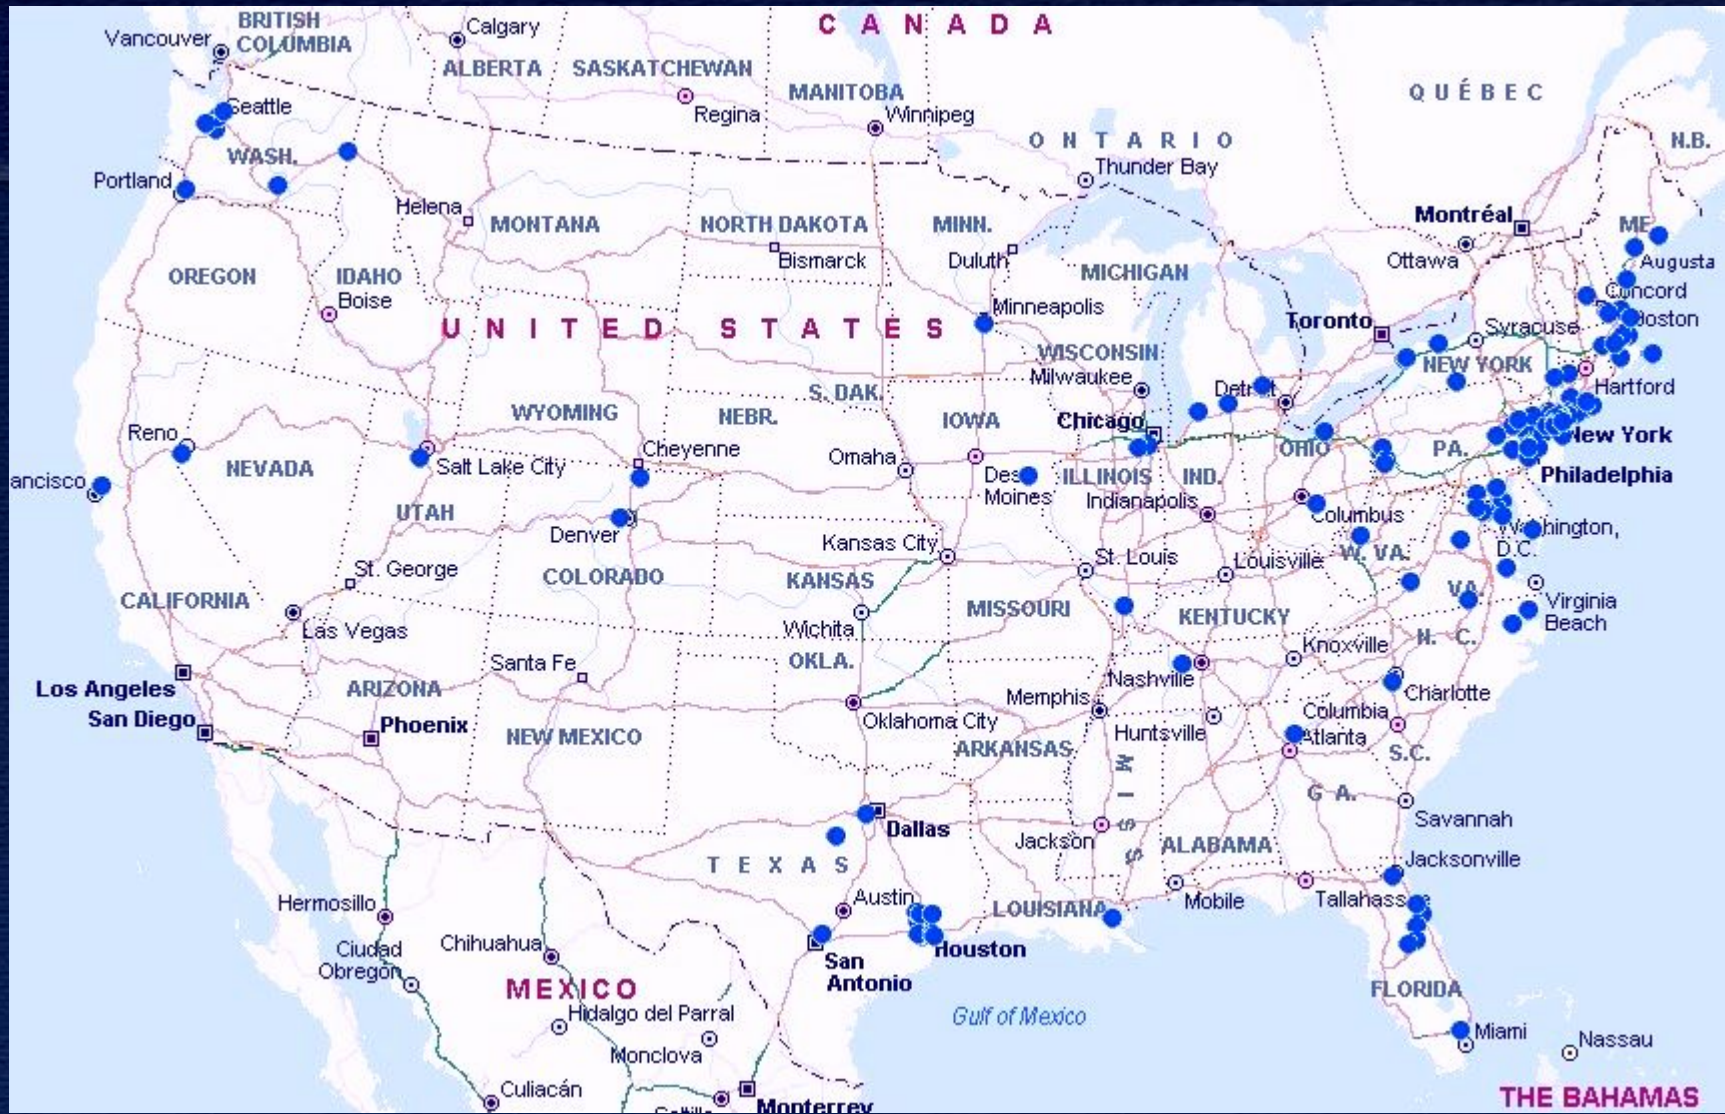 CANADA
BRITISH
COLUMBIA
Vancouver
Calgary
ALBERTA
SASKATCHEWAN
MANITOBA
Regina
Winnipeg
ONTARIO
QUÉBEC
N.B.
Thunder Bay
Seattle
WASH.
Portland
Helena
MONTANA
NORTH DAKOTA
Bismarck
MINN.
Duluth
MICHIGAN
Montréal
Ottawa
ME
Augusta
Concord
OREGON
IDAHO
Boise
UNITED STATES
Minneapolis
Toronto
Syracuse
WISCONSIN
Milwaukee
NEW YORK
Hartford
S. DAK.
WYOMING
NEBR.
IOWA
Chicago
New York
Reno
NEVADA
Salt Lake City
Cheyenne
Omaha
Des
Moines
ILLINOIS
IND.
OHIO
PA.
Philadelphia
ancisco
UTAH
Denver
COLORADO
Indianapolis
Columbus
D.C.
Kansas City
KANSAS
St. Louis
Louisville
W. VA.
VA
St. George
CALIFORNIA
Las Vegas
Wichita
MISSOURI
KENTUCKY
Virginia
Beach
Santa Fe
OKLA.
Nashville
Knoxville
N. C.
Los Angeles
ARIZONA
Memphis
Charlotte
San Diego
Phoenix
NEW MEXICO
Oklahoma City
ARKANSAS
Huntsville
Columbia
Atlanta
S.C.
MISS
GA.
Savannah
Dallas
Jackson
ALABAMA
TEXAS
Jacksonville
Hermosillo
Austin
LOUISIANA
Mobile
Ciudad
Obregón
Chihuahua
Houston
San
Antonio
MEXICO
FLORIDA
Gulf of Mexico
Hidalgo del Parral
Monclova
Miami
Nassau
Culiacán
Monterrey
THE BAHAMAS